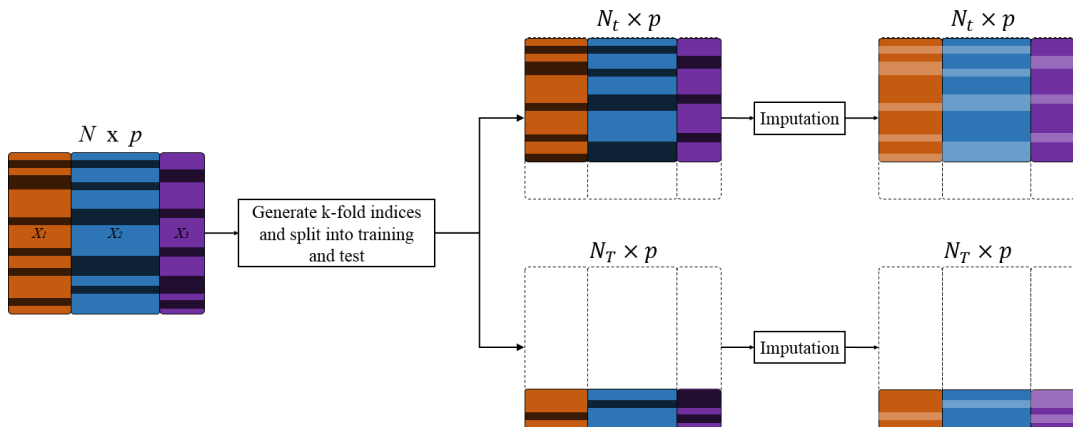 N x p
X1
X2
X3
Generate k-fold indices
and split into training
and test
Nt × p
Imputation
Nt × p
NT × p
Imputation
NT × p